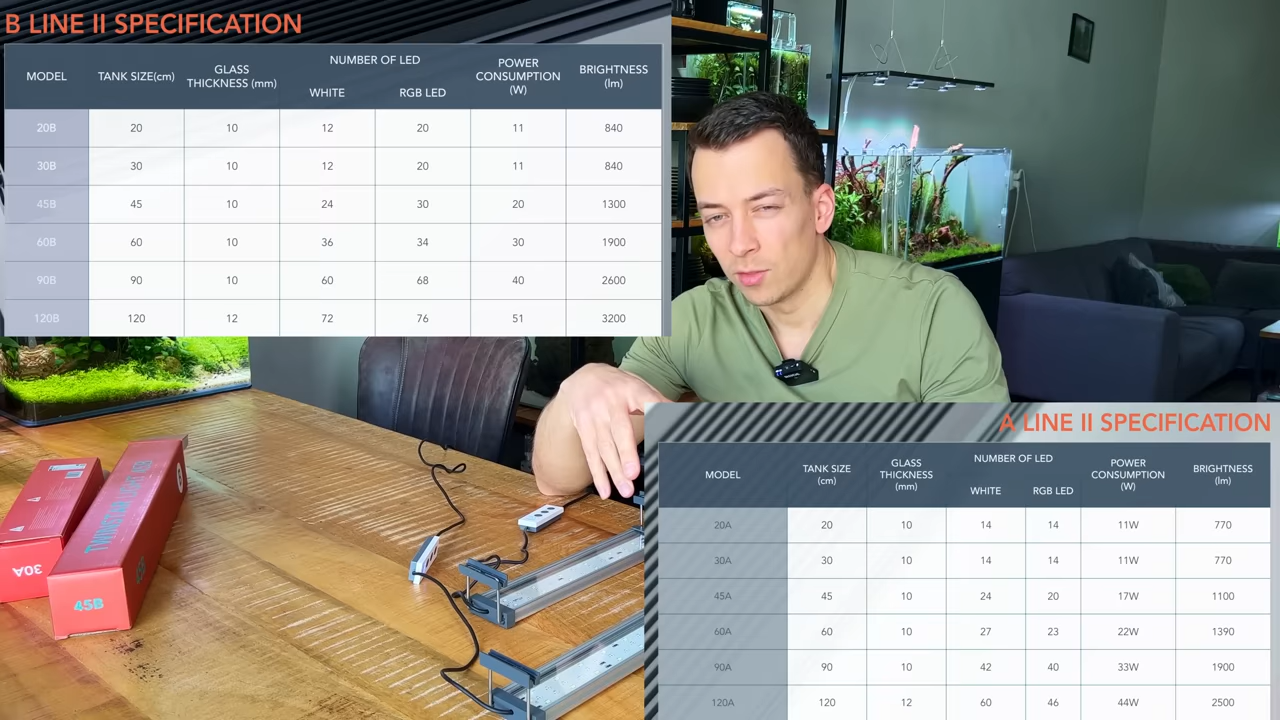 B LINE II SPECIFICATION
MODEL TANK SIZE(cm) GLASS THICKNESS (mm) NUMBER OF LED POWER CONSUMPTION (W) BRIGHTNESS (lm)
WHITE RGB LED
20B 20 10 12 20 11 840
30B 30 10 12 20 11 840
45B 45 10 24 30 20 1300
60B 60 10 36 34 30 1900
90B 90 10 60 68 40 2600
120B 120 12 72 76 51 3200
A LINE II SPECIFICATION
MODEL TANK SIZE (cm) GLASS THICKNESS (mm) NUMBER OF LED POWER CONSUMPTION (W) BRIGHTNESS (lm)
WHITE RGB LED
20A 20 10 14 14 11W 770
30A 30 10 14 14 11W 770
45A 45 10 24 20 17W 1100
60A 60 10 27 23 22W 1390
90A 90 10 42 40 33W 1900
120A 120 12 60 46 44W 2500
30A
45B